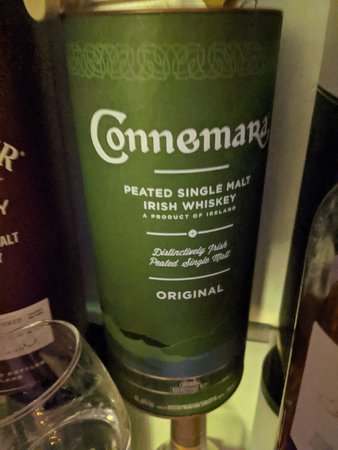 Connemara
PEATED SINGLE MALT
IRISH WHISKEY
A PRODUCT OF IRELAND
Distinctively Irish
Peated Single Malt
ORIGINAL